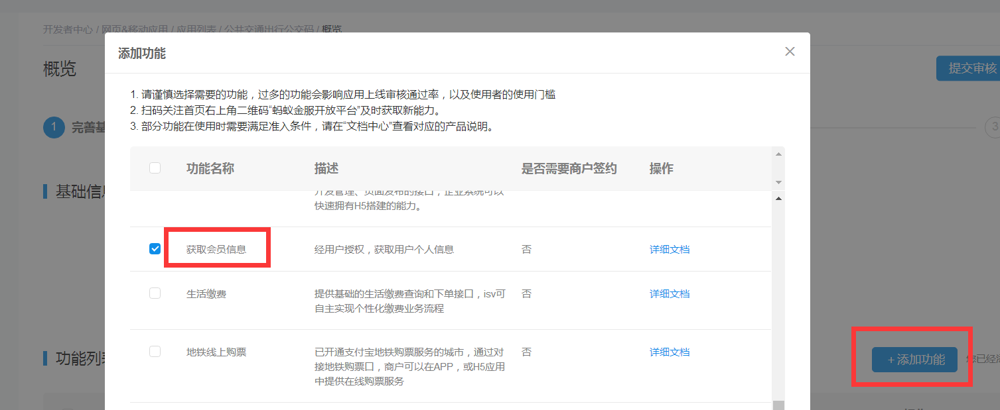 开发者中心 / 网页&移动应用 / 应用列表 / 公共交通出行公交码 / 概览
添加功能
概览
提交审核
1. 请谨慎选择需要的功能，过多的功能会影响应用上线审核通过率，以及使用者的使用门槛
2. 扫码关注首页右上角二维码“蚂蚁金服开放平台”及时获取新能力。
3. 部分功能在使用时需要满足准入条件，请在“文档中心”查看对应的产品说明。
1 完善基
3
功能名称 描述 是否需要商户签约 操作
基础信息
开发管理、页面发布的接口，企业系统可以
快速拥有H5搭建的能力。
获取会员信息 经用户授权，获取用户个人信息 否 详细文档
生活缴费 提供基础的生活缴费查询和下单接口，isv可 否 详细文档
自主实现个性化缴费业务流程
地铁线上购票 已开通支付宝地铁购票服务的城市，通过对 否 详细文档
接地铁购票口，商户可以在APP，或H5应用
中提供在线购票服务
功能列表
+添加功能
您已经